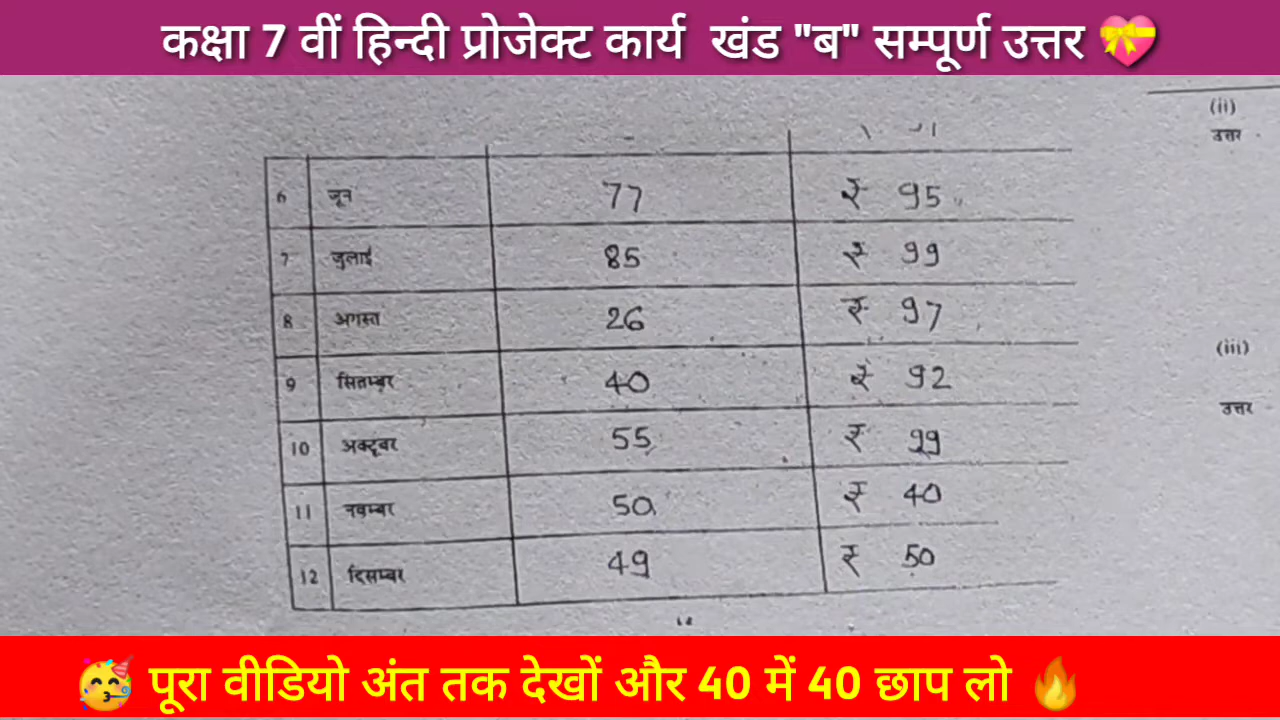 कक्षा 7 वीं हिन्दी प्रोजेक्ट कार्य खंड "ब" सम्पूर्ण उत्तर 💝
(ii)
उत्तर
6 जून 77 ₹ 95
7 जुलाई 85 ₹ 99
8 अगस्त 26 ₹ 97
9 सितम्बर 40 ₹ 92
10 अक्टूबर 55 ₹ 99
11 नवम्बर 50 ₹ 40
12 दिसम्बर 49 ₹ 50
(iii)
उत्तर
🥳 पूरा वीडियो अंत तक देखों और 40 में 40 छाप लो 🔥